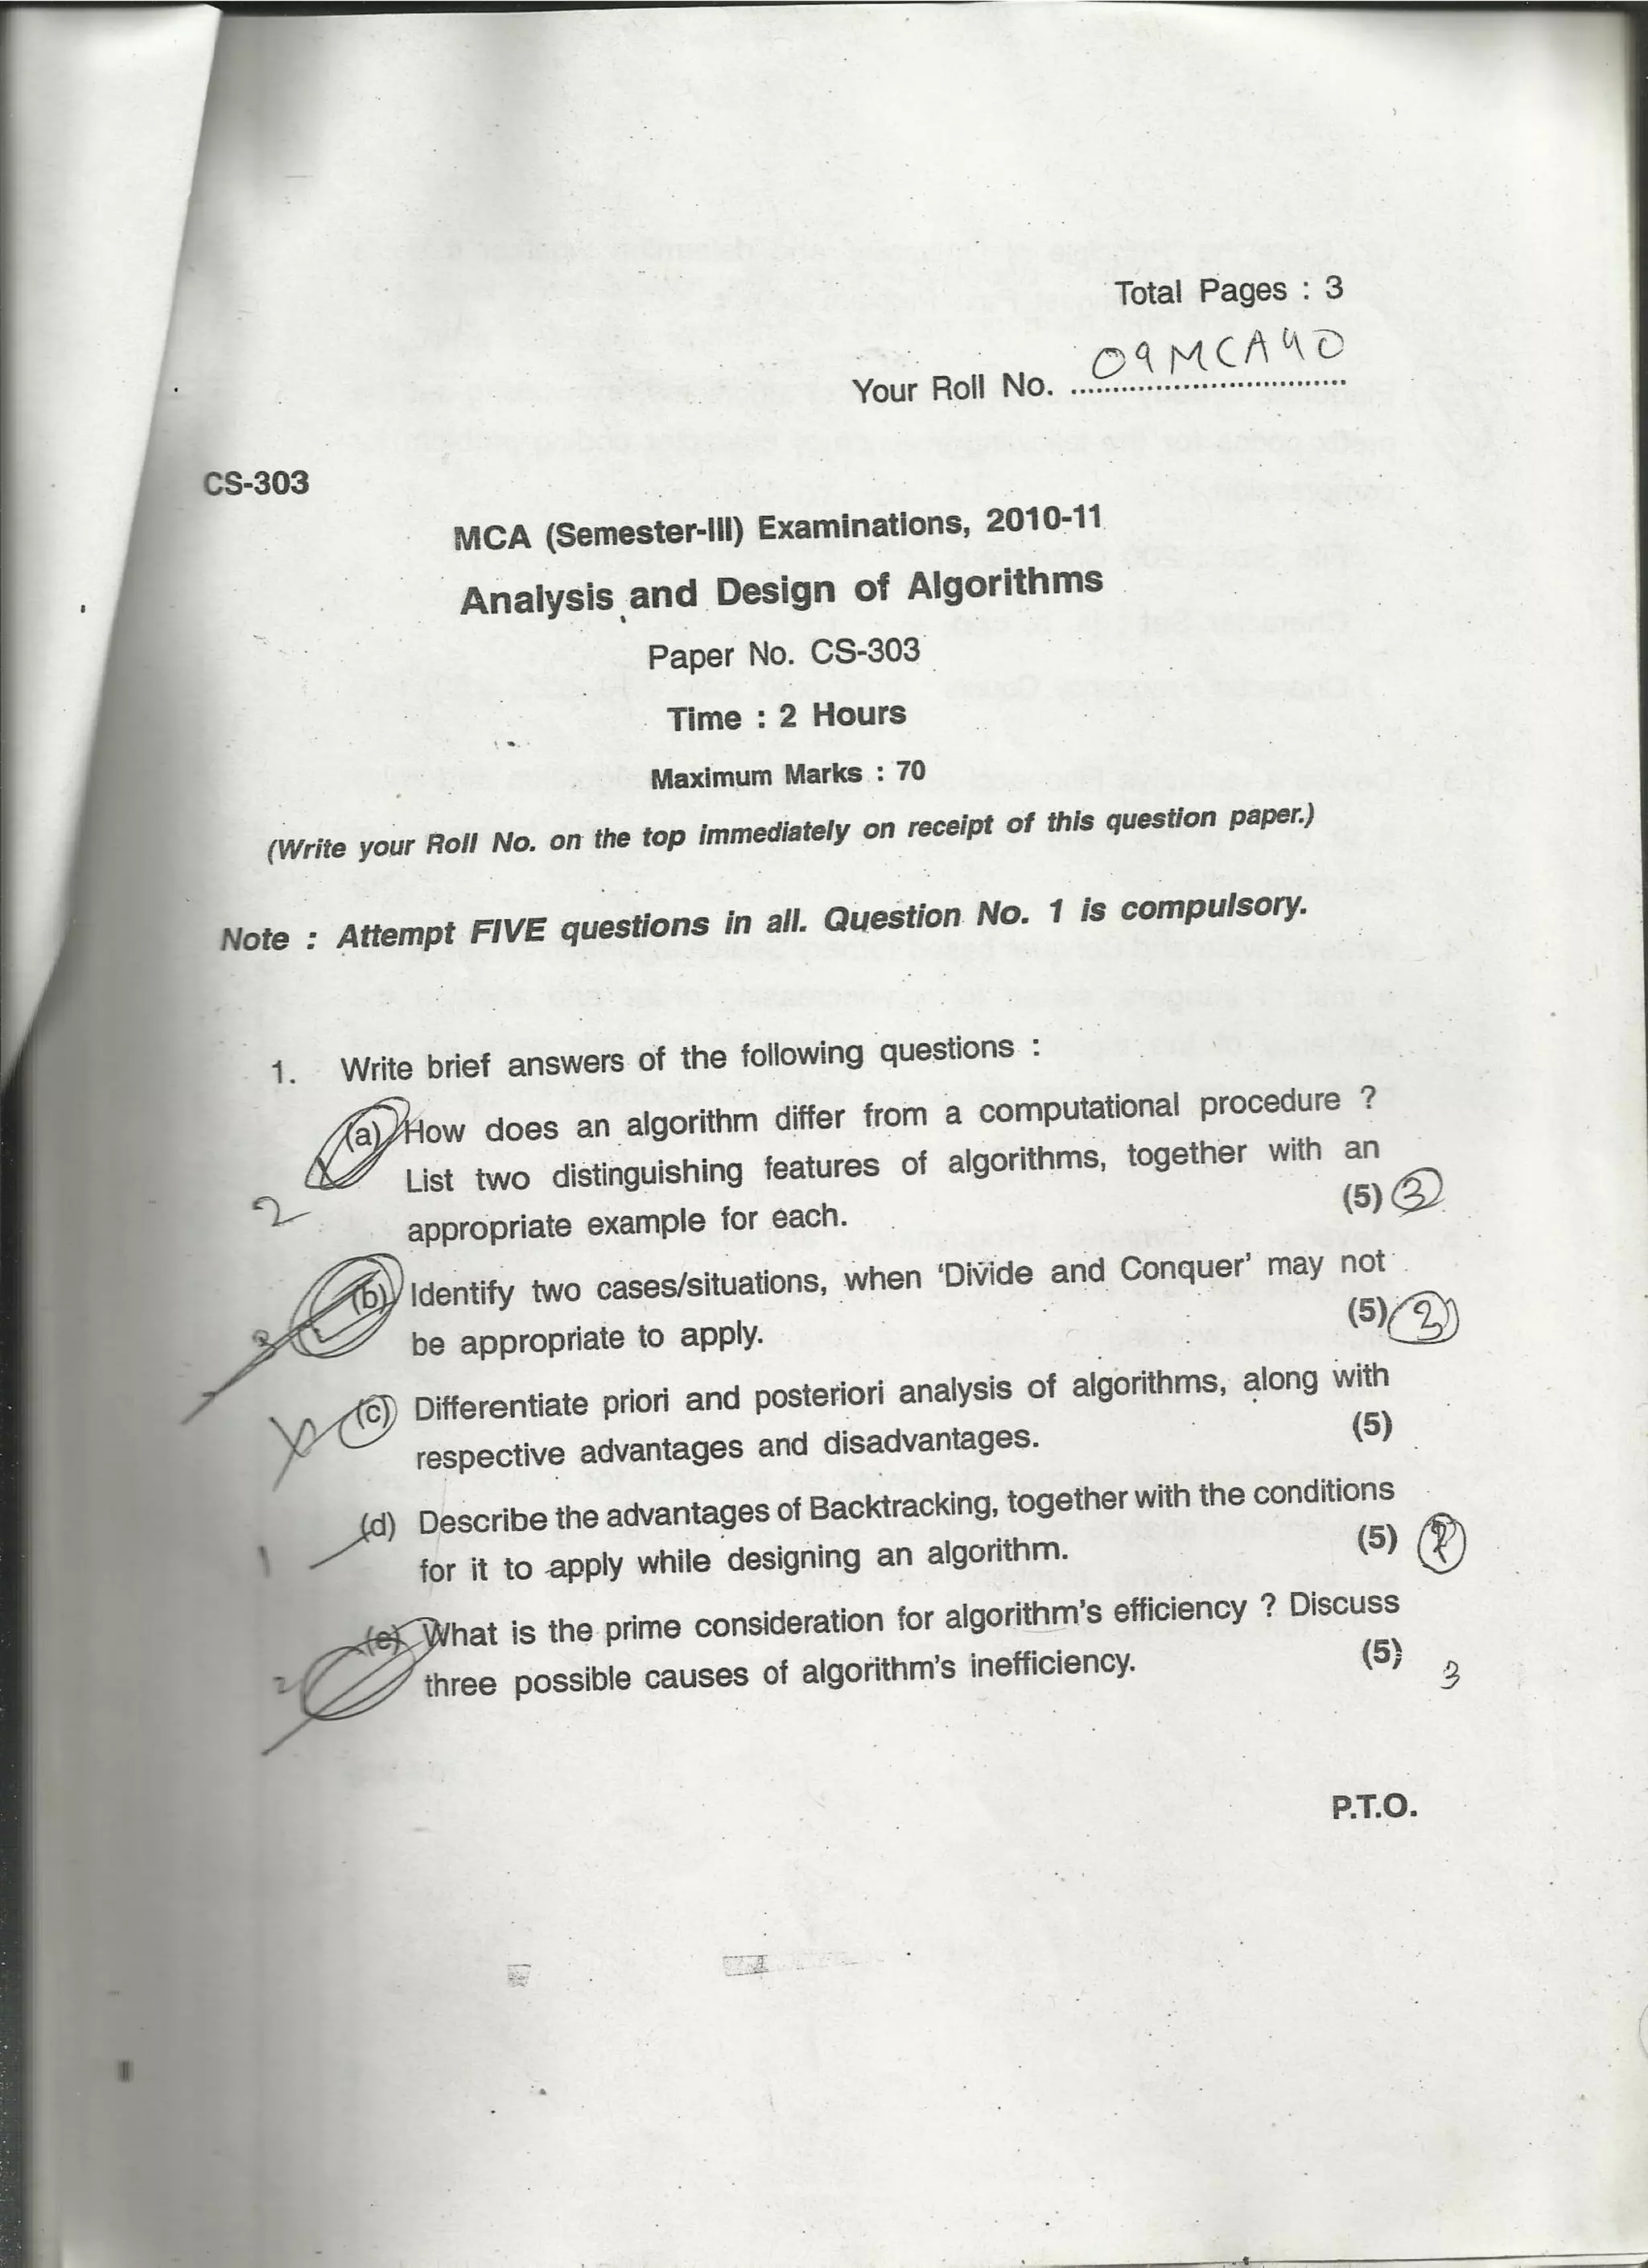 Total Pages : 3
Your Roll No. 09MCA40
CS-303
MCA (Semester-III) Examinations, 2010-11
Analysis and Design of Algorithms
Paper No. CS-303
Time : 2 Hours
Maximum Marks : 70
(Write your Roll No. on the top immediately on receipt of this question paper.)
Note : Attempt FIVE questions in all. Question No. 1 is compulsory.
1. Write brief answers of the following questions :
(a) How does an algorithm differ from a computational procedure ?
List two distinguishing features of algorithms, together with an
appropriate example for each. (5) 3
2
(b) Identify two cases/situations, when 'Divide and Conquer' may not
be appropriate to apply. (5)
(c) Differentiate priori and posteriori analysis of algorithms, along with
respective advantages and disadvantages. (5)
(d) Describe the advantages of Backtracking, together with the conditions
for it to apply while designing an algorithm. (5)
1
(e) What is the prime consideration for algorithm's efficiency ? Discuss
three possible causes of algorithm's inefficiency. (5) 3
2
P.T.O.